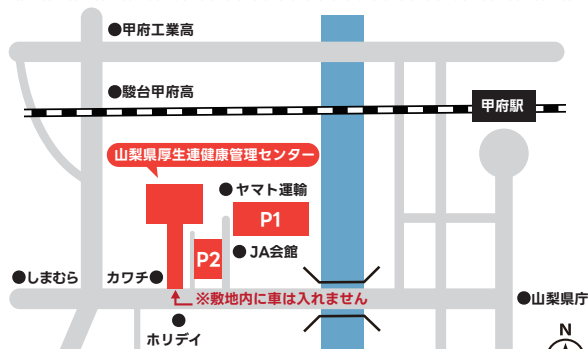 ●甲府工業高
●駿台甲府高
甲府駅
山梨県厚生連健康管理センター
●ヤマト運輸
P1
P2
●JA会館
●しまむら
カワチ●
※敷地内に車は入れません
●山梨県庁
●
ホリデイ
N